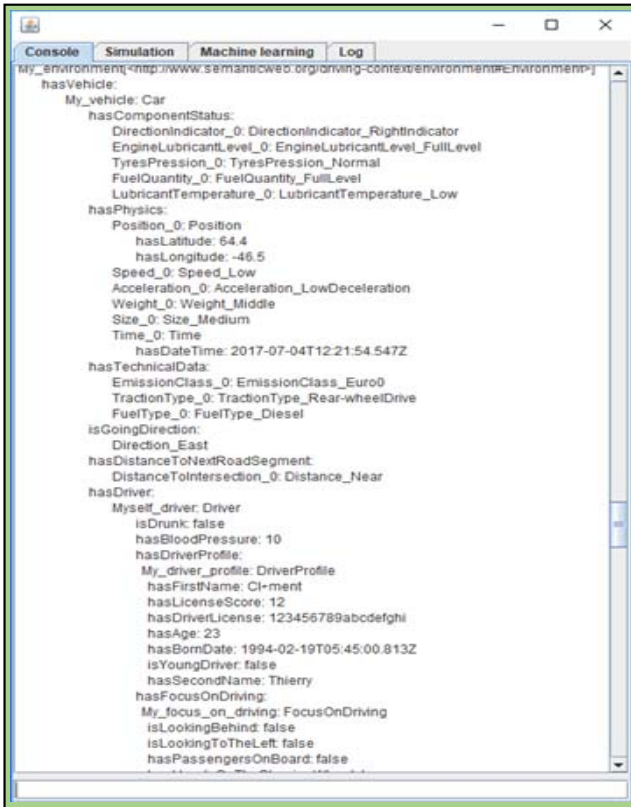 Console Simulation Machine learning Log
My_environment[<http://www.semanticweb.org/driving-context/environment#Environment>]
hasVehicle:
My_vehicle: Car
hasComponentStatus:
DirectionIndicator_0: DirectionIndicator_RightIndicator
EngineLubricantLevel_0: EngineLubricantLevel_FullLevel
TyresPression_0: TyresPression_Normal
FuelQuantity_0: FuelQuantity_FullLevel
LubricantTemperature_0: LubricantTemperature_Low
hasPhysics:
Position_0: Position
hasLatitude: 64.4
hasLongitude: -46.5
Speed_0: Speed_Low
Acceleration_0: Acceleration_LowDeceleration
Weight_0: Weight_Middle
Size_0: Size_Medium
Time_0: Time
hasDateTime: 2017-07-04T12:21:54.547Z
hasTechnicalData:
EmissionClass_0: EmissionClass_Euro0
TractionType_0: TractionType_Rear-wheelDrive
FuelType_0: FuelType_Diesel
isGoingDirection:
Direction_East
hasDistanceToNextRoadSegment:
DistanceToIntersection_0: Distance_Near
hasDriver:
Myself_driver: Driver
isDrunk: false
hasBloodPressure: 10
hasDriverProfile:
My_driver_profile: DriverProfile
hasFirstName: Cl+ment
hasLicenseScore: 12
hasDriverLicense: 123456789abcdefghi
hasAge: 23
hasBornDate: 1994-02-19T05:45:00.813Z
isYoungDriver: false
hasSecondName: Thierry
hasFocusOnDriving:
My_focus_on_driving: FocusOnDriving
isLookingBehind: false
isLookingToTheLeft: false
hasPassengersOnBoard: false